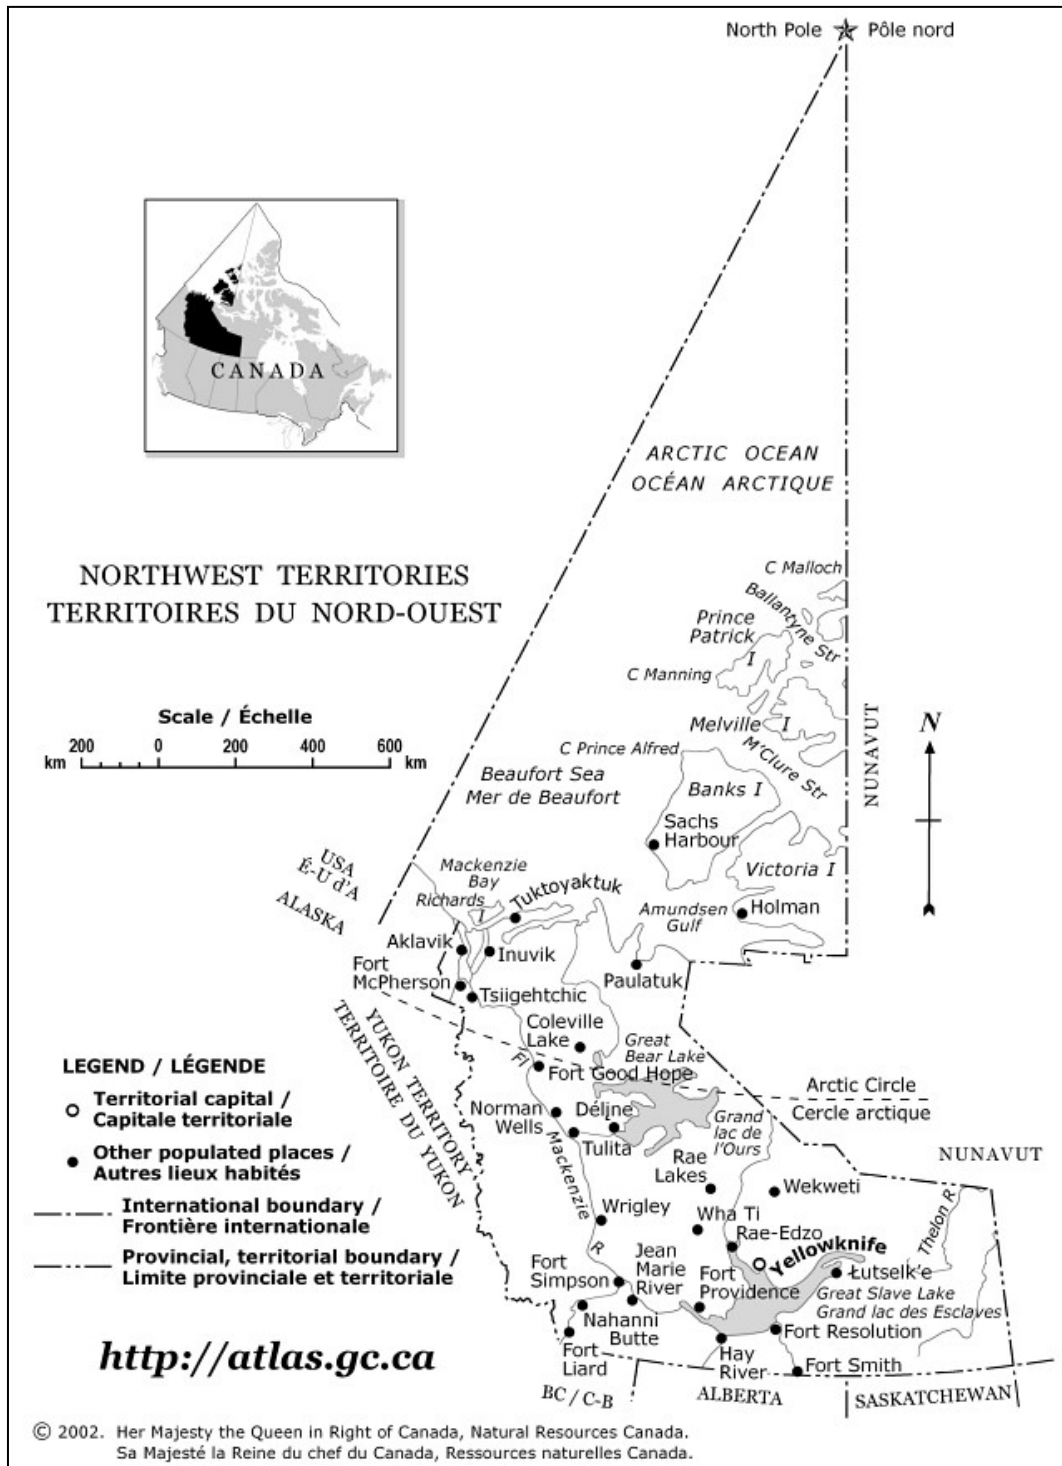 North Pole Pôle nord
CANADA
ARCTIC OCEAN
OCÉAN ARCTIQUE
NORTHWEST TERRITORIES
TERRITOIRES DU NORD-OUEST
C Malloch
Ballantyne Str
Prince
Patrick
I
C Manning
Melville I
M'Clure Str
NUNAVUT
N
Scale / Échelle
200 0 200 400 600
km km
C Prince Alfred
Beaufort Sea
Mer de Beaufort
Banks I
Sachs
Harbour
Victoria I
USA
É-U d'A
ALASKA
Mackenzie
Bay
Richards
I
Tuktoyaktuk
Amundsen
Gulf
Holman
Aklavik
Inuvik
Fort
McPherson
Tsiigehtchic
Paulatuk
YUKON TERRITORY
TERRITOIRE DU YUKON
Coleville
Lake
Great
Bear Lake
Fl
Fort Good Hope
Arctic Circle
Cercle arctique
Norman
Wells
Déljne
Tulita
Grand
lac de
l'Ours
Mackenzie
R
Rae
Lakes
Wekweti
NUNAVUT
Thelon R
Wrigley
Wha Ti
Rae-Edzo
Yellowknife
Jean
Marie
River
Fort
Simpson
Fort
Providence
Łutselk'e
Great Slave Lake
Grand lac des Esclaves
Nahanni
Butte
Fort Resolution
Fort
Liard
Hay
River
Fort Smith
BC / C-B
ALBERTA
SASKATCHEWAN
LEGEND / LÉGENDE
Territorial capital /
Capitale territoriale
Other populated places /
Autres lieux habités
International boundary /
Frontière internationale
Provincial, territorial boundary /
Limite provinciale et territoriale
http://atlas.gc.ca
© 2002. Her Majesty the Queen in Right of Canada, Natural Resources Canada.
Sa Majesté la Reine du chef du Canada, Ressources naturelles Canada.